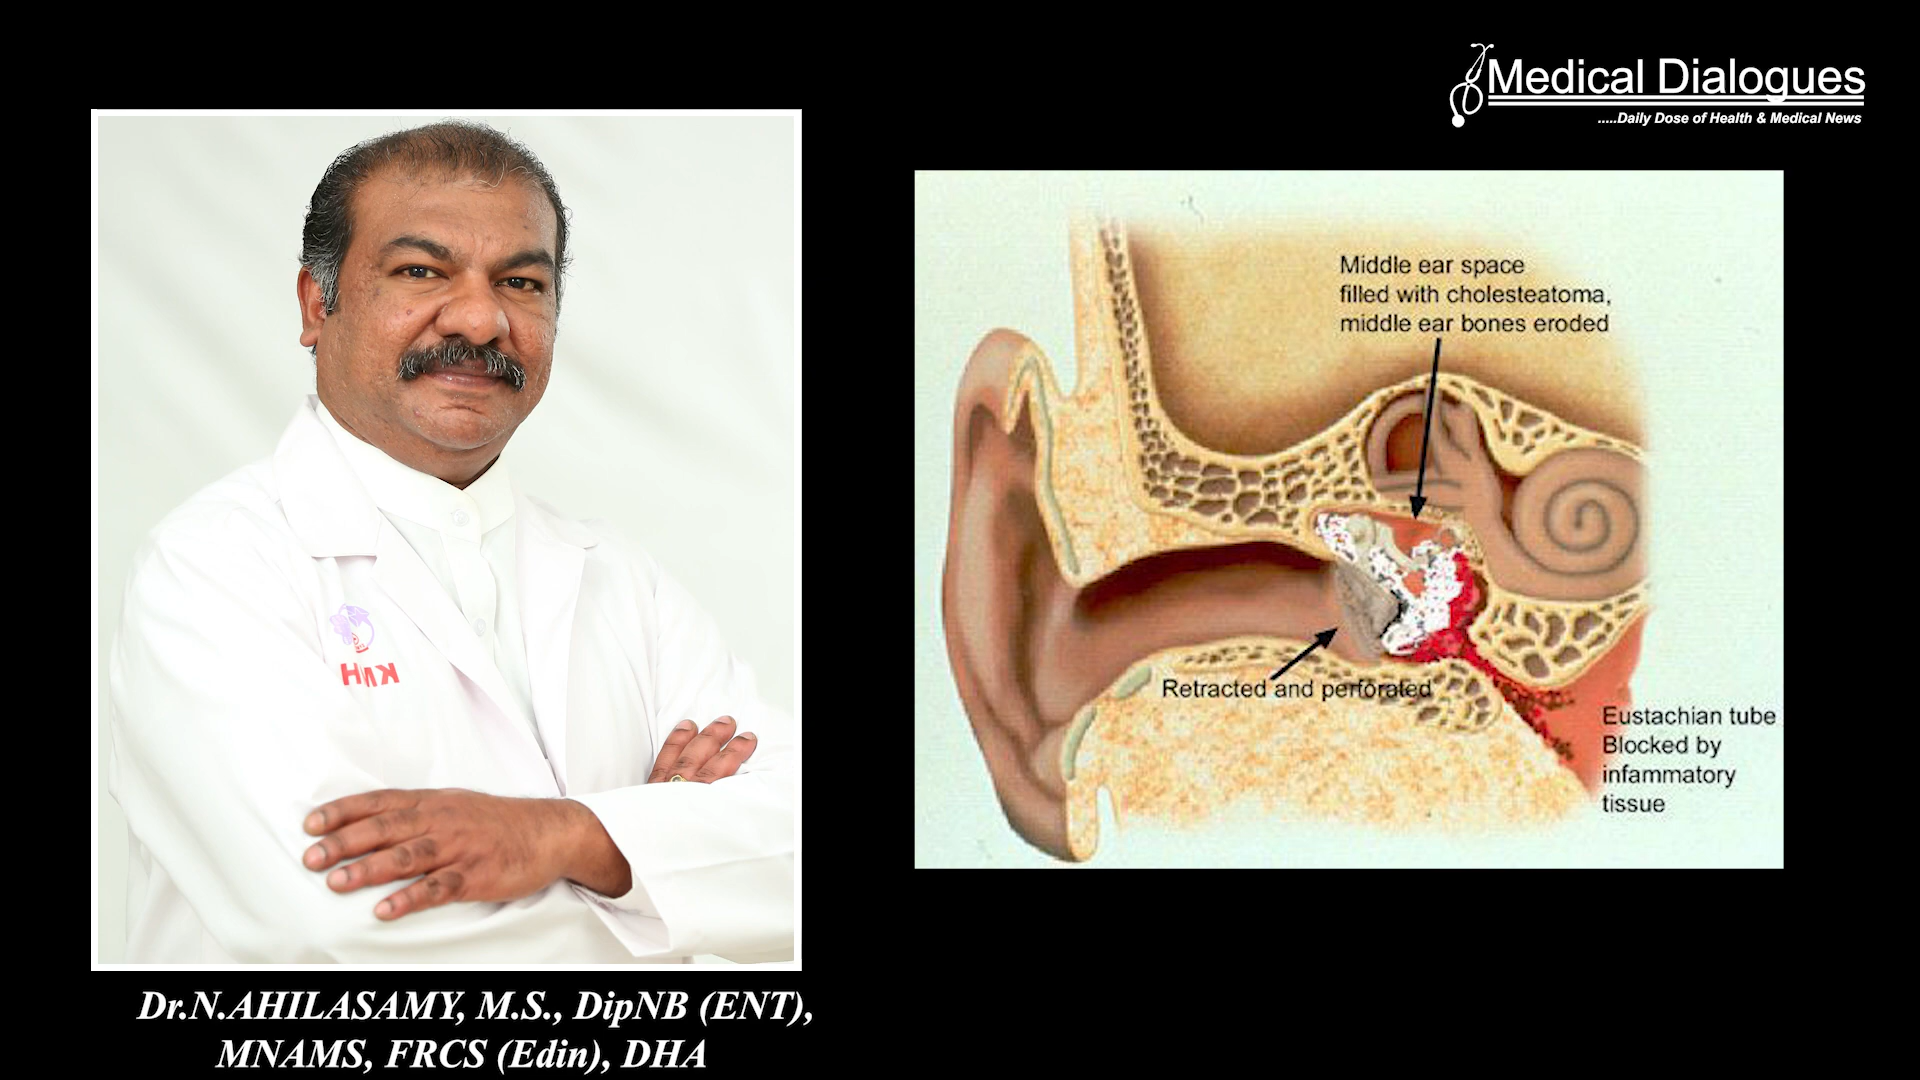 Medical Dialogues
.....Daily Dose of Health & Medical News
Middle ear space
filled with cholesteatoma,
middle ear bones eroded
Retracted and perforated
Eustachian tube
Blocked by
infammatory
tissue
KMH
Dr.N.AHILASAMY, M.S., DipNB (ENT),
MNAMS, FRCS (Edin), DHA